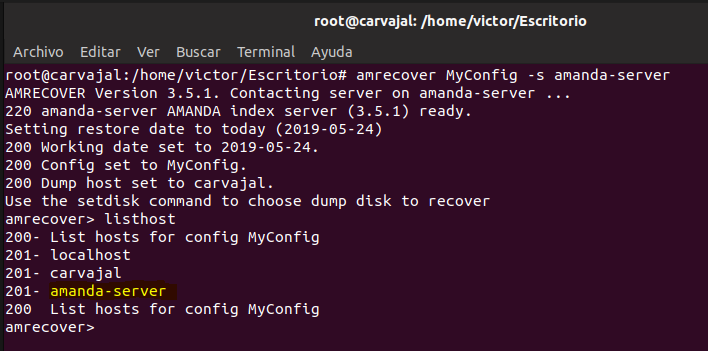 root@carvajal: /home/victor/Escritorio
Archivo Editar Ver Buscar Terminal Ayuda
root@carvajal:/home/victor/Escritorio# amrecover MyConfig -s amanda-server
AMRECOVER Version 3.5.1. Contacting server on amanda-server ...
220 amanda-server AMANDA index server (3.5.1) ready.
Setting restore date to today (2019-05-24)
200 Working date set to 2019-05-24.
200 Config set to MyConfig.
200 Dump host set to carvajal.
Use the setdisk command to choose dump disk to recover
amrecover> listhost
200- List hosts for config MyConfig
201- localhost
201- carvajal
201- amanda-server
200  List hosts for config MyConfig
amrecover>